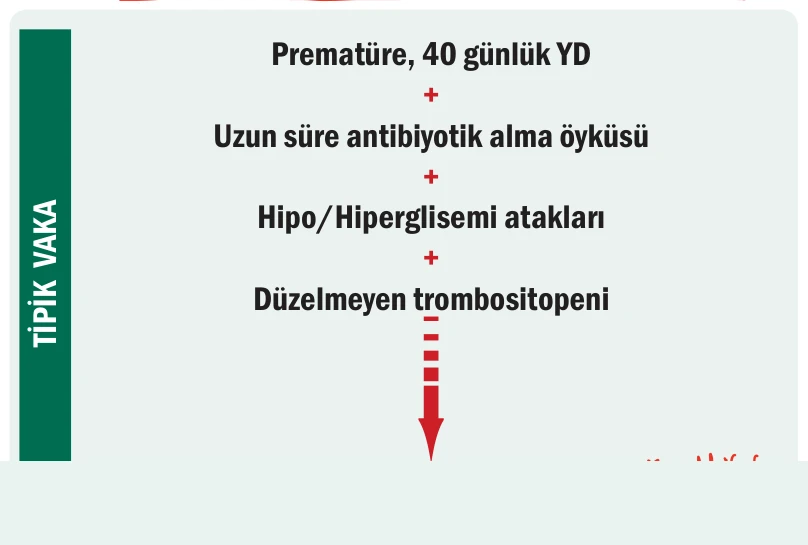 Prematüre, 40 günlük YD
+
Uzun süre antibiyotik alma öyküsü
+
Hipo/Hiperglisemi atakları
+
Düzelmeyen trombositopeni
TİPİK VAKA